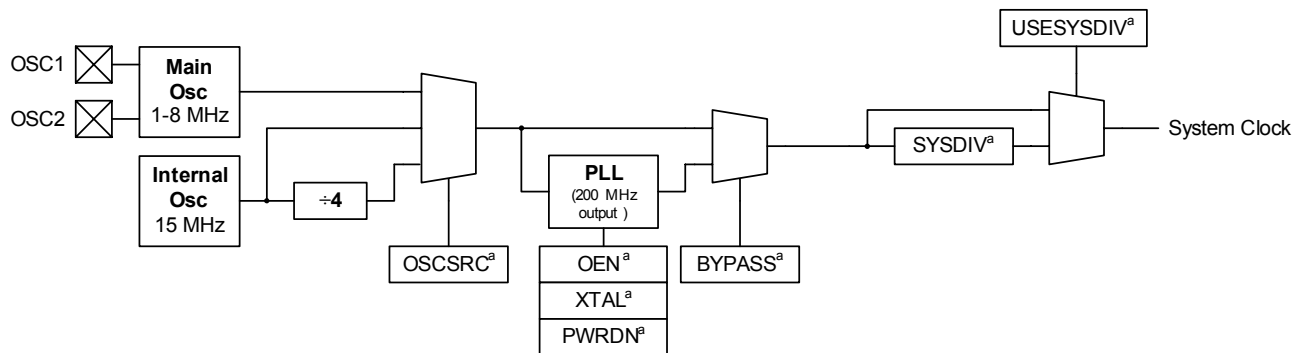 USESYSDIVa
OSC1
OSC2
Main
Osc
1-8 MHz
Internal
Osc
15 MHz
÷4
PLL
(200 MHz
output )
SYSDIVa
System Clock
OSCSRCa
OENa
XTALa
PWRDNa
BYPASSa